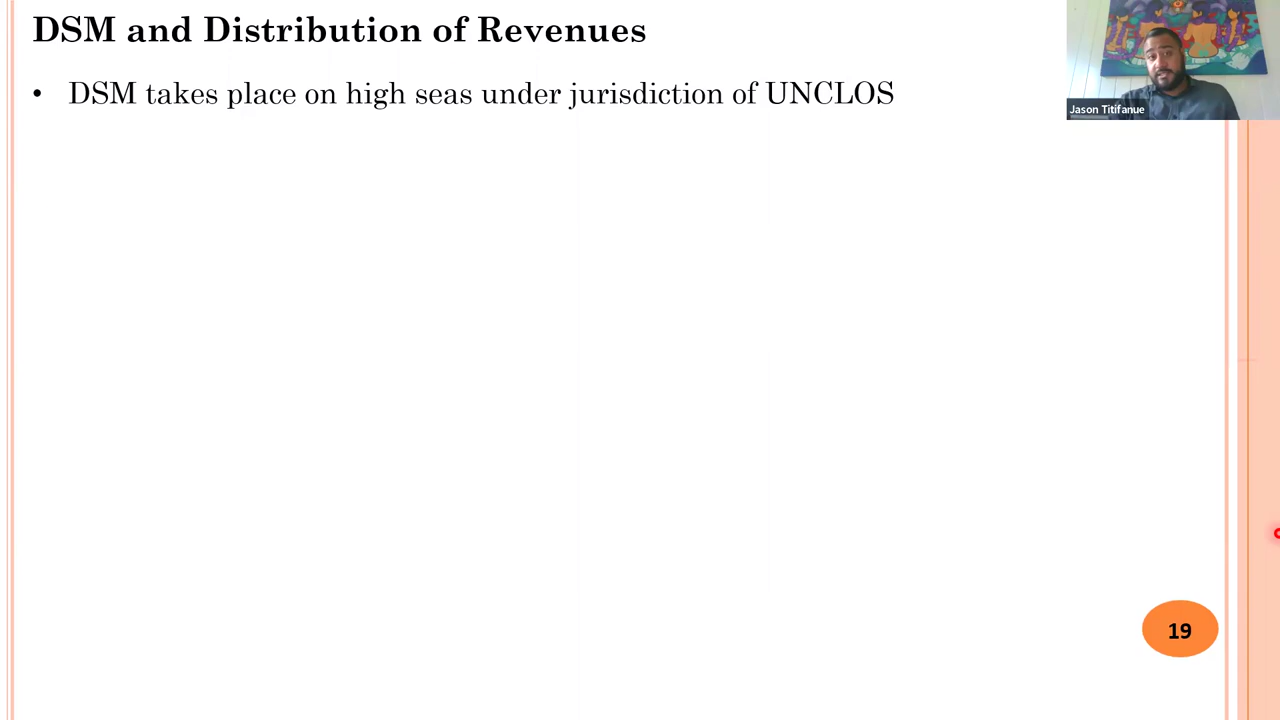 DSM and Distribution of Revenues
• DSM takes place on high seas under jurisdiction of UNCLOS
Jason Titifanue
19